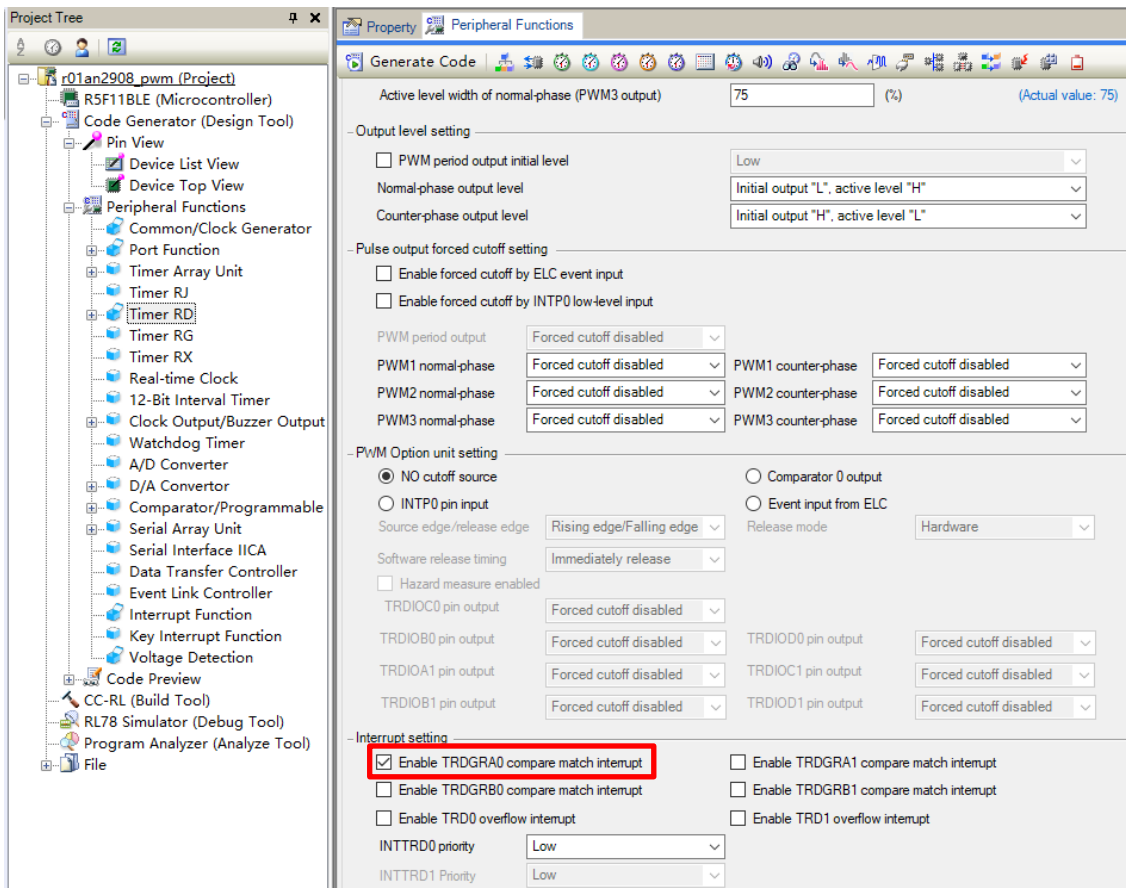 Project Tree
r01an2908_pwm (Project)
R5F11BLE (Microcontroller)
Code Generator (Design Tool)
Pin View
Device List View
Device Top View
Peripheral Functions
Common/Clock Generator
Port Function
Timer Array Unit
Timer RJ
Timer RD
Timer RG
Timer RX
Real-time Clock
12-Bit Interval Timer
Clock Output/Buzzer Output
Watchdog Timer
A/D Converter
D/A Convertor
Comparator/Programmable
Serial Array Unit
Serial Interface IICA
Data Transfer Controller
Event Link Controller
Interrupt Function
Key Interrupt Function
Voltage Detection
Code Preview
CC-RL (Build Tool)
RL78 Simulator (Debug Tool)
Program Analyzer (Analyze Tool)
File
Property Peripheral Functions
Generate Code
Active level width of normal-phase (PWM3 output) 75 (%) (Actual value: 75)
Output level setting
PWM period output initial level Low
Normal-phase output level Initial output "L", active level "H"
Counter-phase output level Initial output "H", active level "L"
Pulse output forced cutoff setting
Enable forced cutoff by ELC event input
Enable forced cutoff by INTP0 low-level input
PWM period output Forced cutoff disabled
PWM1 normal-phase Forced cutoff disabled PWM1 counter-phase Forced cutoff disabled
PWM2 normal-phase Forced cutoff disabled PWM2 counter-phase Forced cutoff disabled
PWM3 normal-phase Forced cutoff disabled PWM3 counter-phase Forced cutoff disabled
PWM Option unit setting
NO cutoff source Comparator 0 output
INTP0 pin input Event input from ELC
Source edge/release edge Rising edge/Falling edge Release mode Hardware
Software release timing Immediately release
Hazard measure enabled
TRDIOC0 pin output Forced cutoff disabled
TRDIOB0 pin output Forced cutoff disabled TRDIOD0 pin output Forced cutoff disabled
TRDIOA1 pin output Forced cutoff disabled TRDIOC1 pin output Forced cutoff disabled
TRDIOB1 pin output Forced cutoff disabled TRDIOD1 pin output Forced cutoff disabled
Interrupt setting
Enable TRDGRA0 compare match interrupt Enable TRDGRA1 compare match interrupt
Enable TRDGRB0 compare match interrupt Enable TRDGRB1 compare match interrupt
Enable TRD0 overflow interrupt Enable TRD1 overflow interrupt
INTTRD0 priority Low
INTTRD1 Priority Low